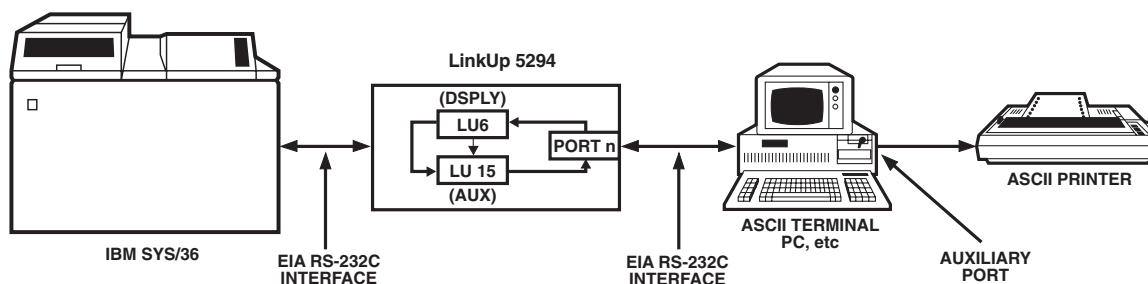 LinkUp 5294
(DSPLY)
LU6
PORT n
LU 15
(AUX)
IBM SYS/36
EIA RS-232C
INTERFACE
EIA RS-232C
INTERFACE
ASCII TERMINAL
PC, etc
ASCII PRINTER
AUXILIARY
PORT